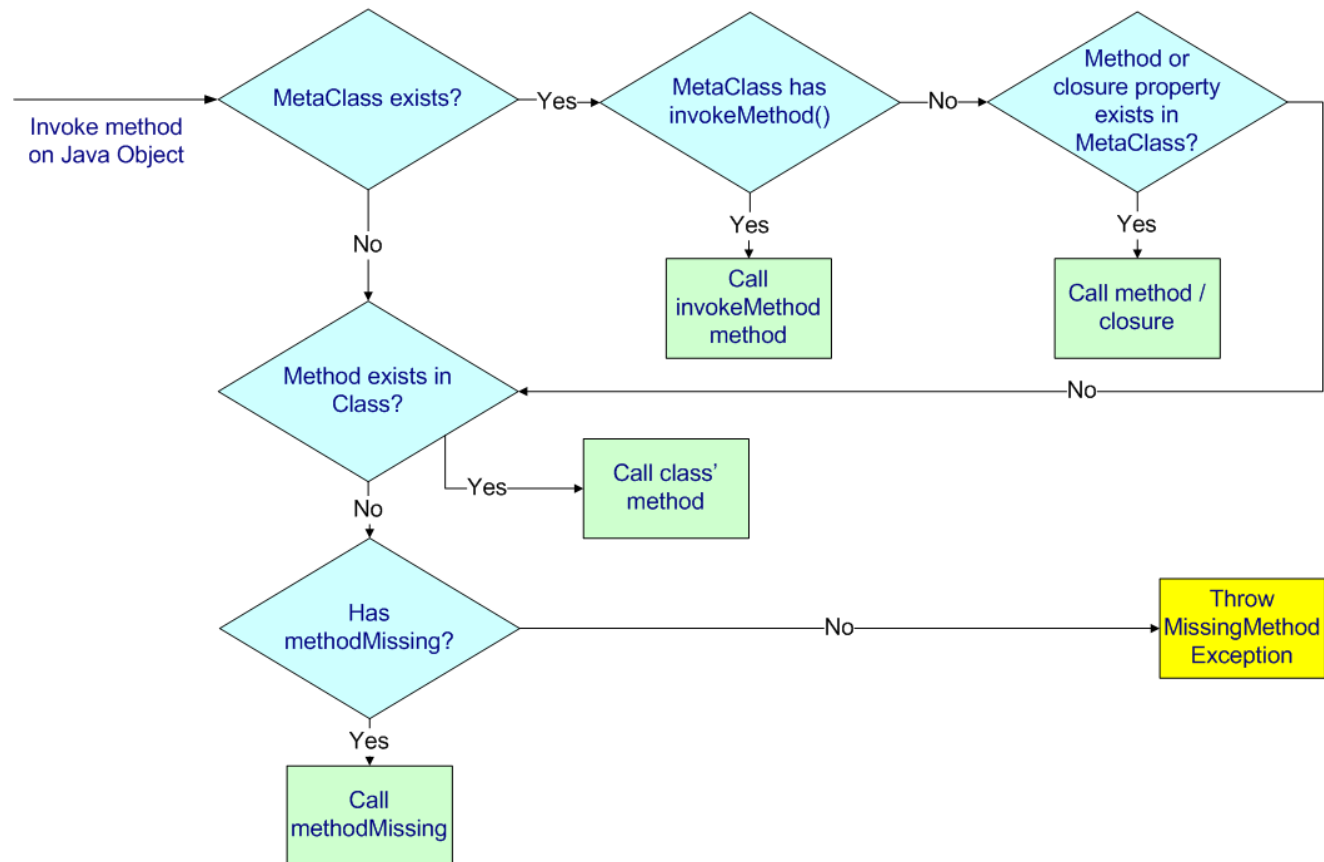 MetaClass exists?
Yes
MetaClass has
invokeMethod()
No
Method or
closure property
exists in
MetaClass?
Invoke method
on Java Object
No
Yes
Yes
Call
invokeMethod
method
Call method /
closure
Method exists in
Class?
No
Yes
Call class’
method
No
Has
methodMissing?
No
Throw
MissingMethod
Exception
Yes
Call
methodMissing